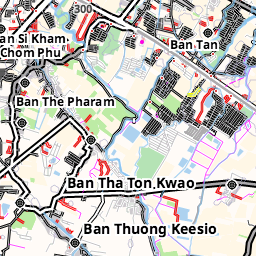 300
an Si Kham
Chom Phu
Ban Tan
Ban The Pharam
Ban Tha Ton Kwao
Ban Thuong Keesio